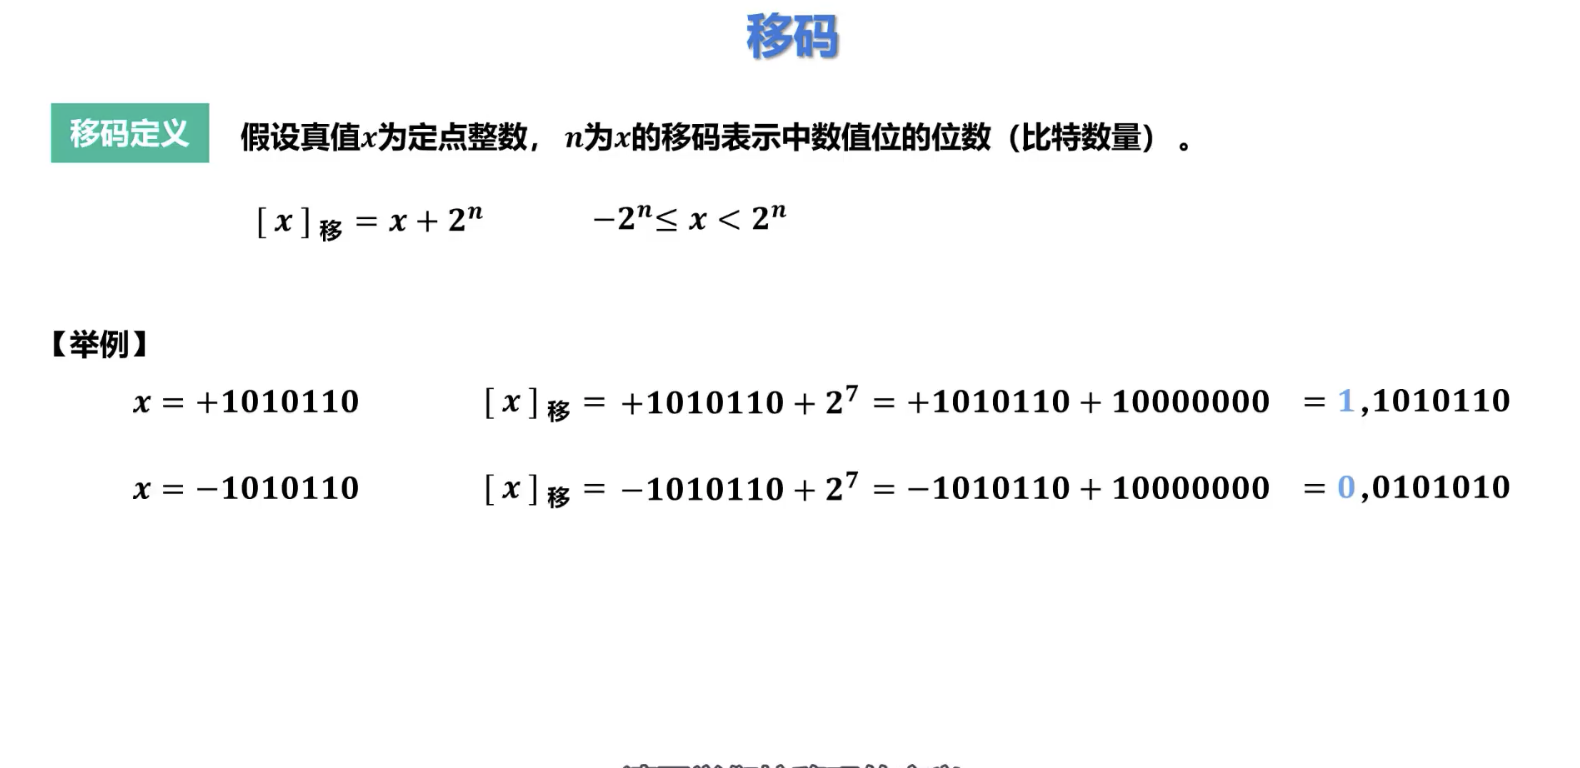 移码
移码定义 假设真值x为定点整数， n为x的移码表示中数值位的位数（比特数量）。
[ x ]移 = x + 2ⁿ −2ⁿ≤ x < 2ⁿ
【举例】
x = +1010110 [ x ]移 = +1010110 + 2⁷ = +1010110 + 10000000 = 1,1010110
x = −1010110 [ x ]移 = −1010110 + 2⁷ = −1010110 + 10000000 = 0,0101010